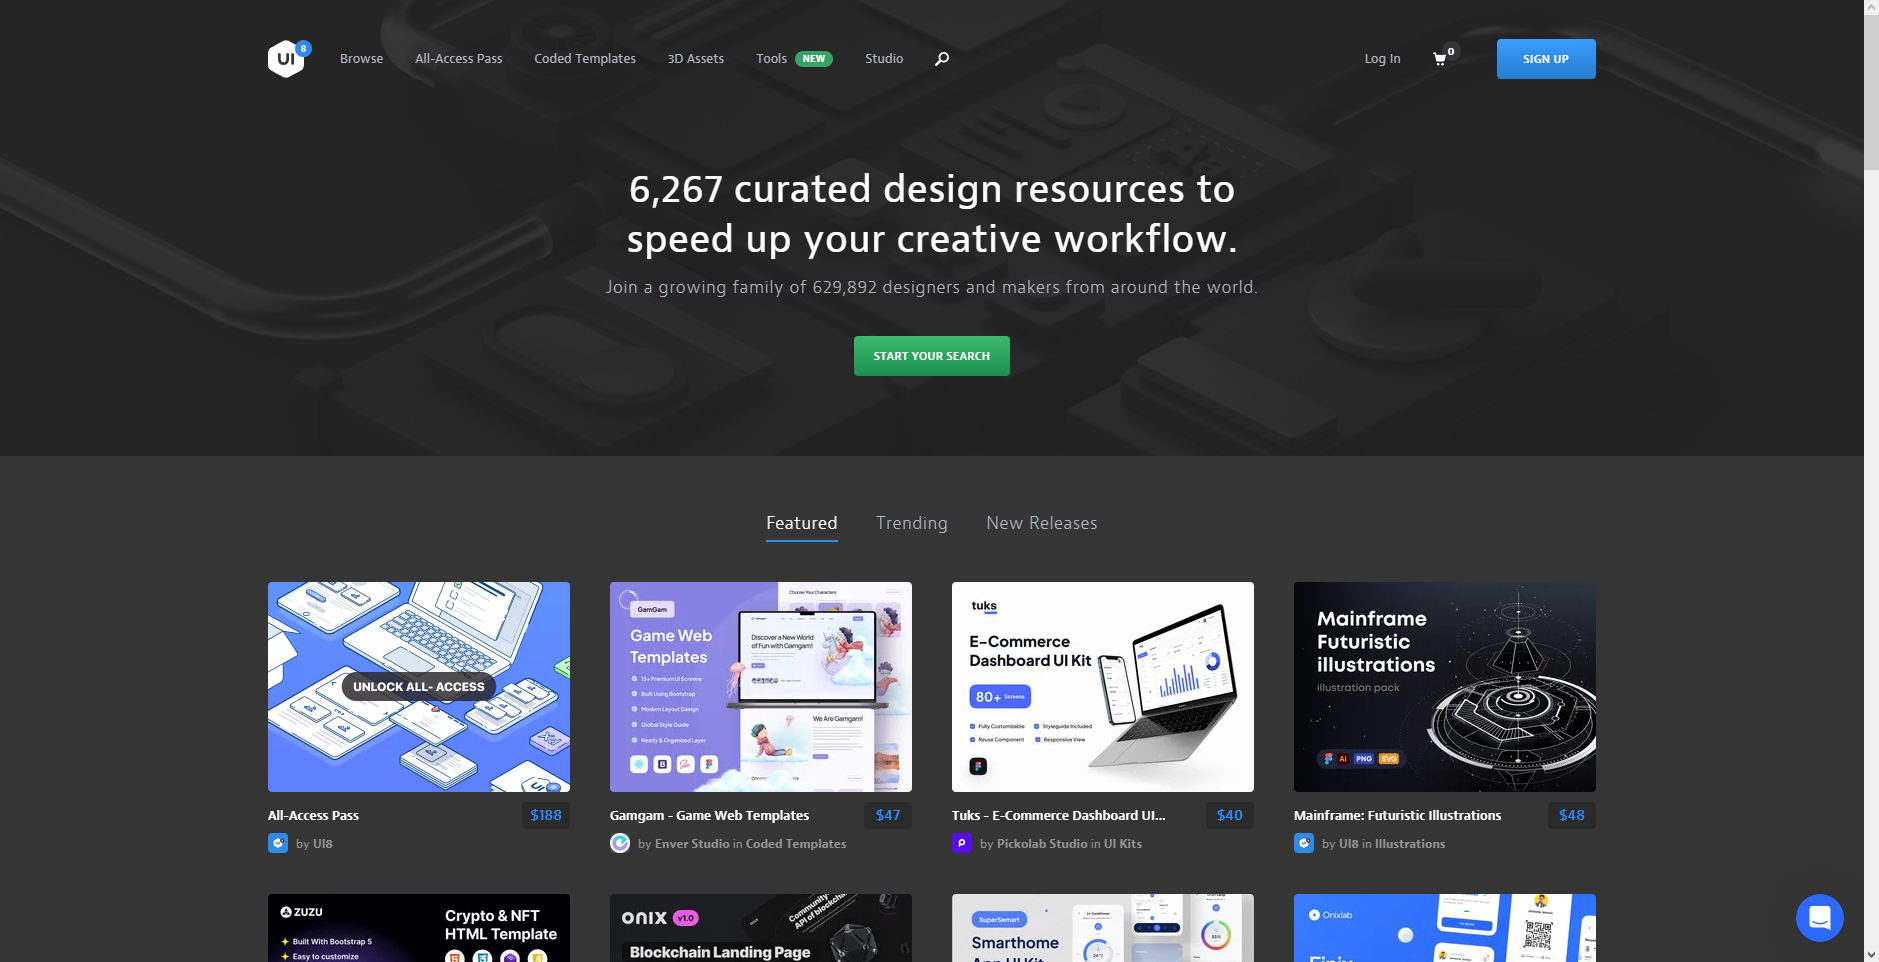 UI 8
Browse
All-Access Pass
Coded Templates
3D Assets
Tools NEW
Studio
Log In
0
SIGN UP
6,267 curated design resources to
speed up your creative workflow.
Join a growing family of 629,892 designers and makers from around the world.
START YOUR SEARCH
Featured
Trending
New Releases
UNLOCK ALL- ACCESS
Xd
All-Access Pass
$188
by UI8
GamGam
Game Web
Templates
15+ Premium UI Screens
Built Using Bootstrap
Modern Layout Design
Global Style Guide
Neatly & Organized Layer
Choose Your Characters
Discover a New World
of Fun with Gamgam!
We Are Gamgam!
Gamgam - Game Web Templates
$47
by Enver Studio in Coded Templates
tuks
E-Commerce
Dashboard UI Kit
80+ Screens
Fully Customizable
Styleguide Included
Reuse Component
Responsive View
Tuks - E-Commerce Dashboard UI...
$40
by Pickolab Studio in UI Kits
Mainframe
Futuristic
illustrations
illustration pack
Ai
PNG
SVG
Mainframe: Futuristic Illustrations
$48
by UI8 in Illustrations
ZUZU
Crypto & NFT
HTML Template
Built With Bootstrap 5
Easy to customize
ONIX v1.0
Community
API of blockchain
Blockchain Landing Page
SuperSemart
Smarthome
App UI Kit
Air Conditioner
24°C
Onixlab